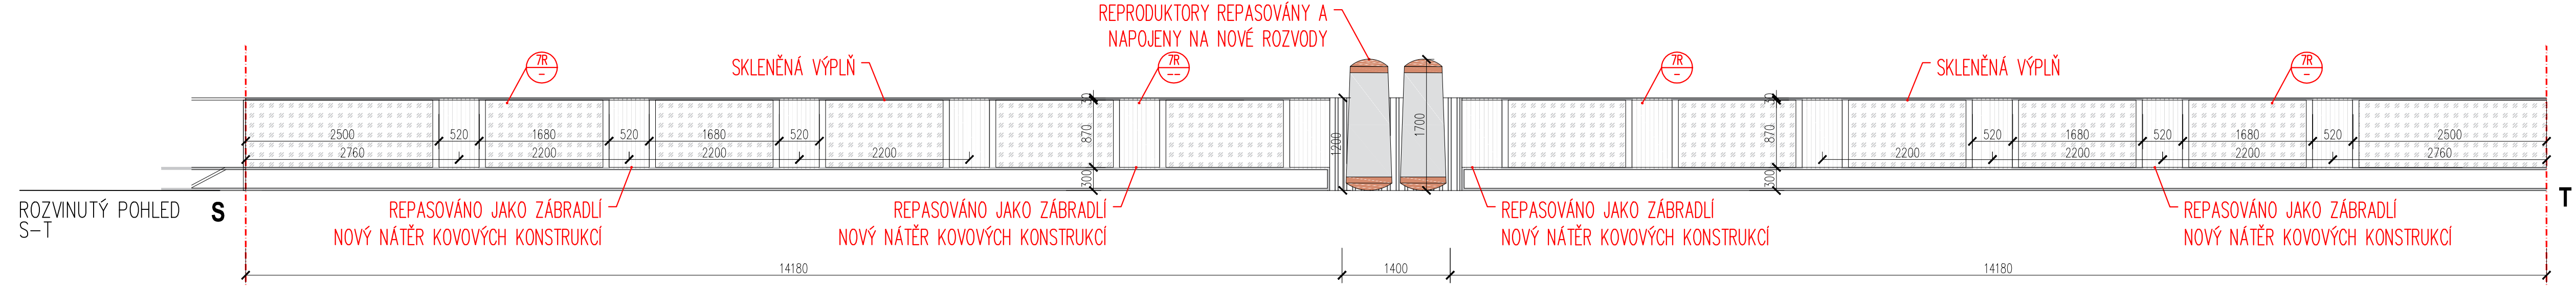 REPRODUKTORY REPASOVÁNY A
NAPOJENY NA NOVÉ ROZVODY
7R
-
SKLENĚNÁ VÝPLŇ
7R
--
7R
-
SKLENĚNÁ VÝPLŇ
7R
-
2500
520
1680
520
1680
520
2760
2200
2200
2200
30
870
300
1200
1700
30
870
300
520
1680
520
1680
520
2500
2200
2200
2200
2760
ROZVINUTÝ POHLED
S-T
S
REPASOVÁNO JAKO ZÁBRADLÍ
NOVÝ NÁTĚR KOVOVÝCH KONSTRUKCÍ
REPASOVÁNO JAKO ZÁBRADLÍ
NOVÝ NÁTĚR KOVOVÝCH KONSTRUKCÍ
REPASOVÁNO JAKO ZÁBRADLÍ
NOVÝ NÁTĚR KOVOVÝCH KONSTRUKCÍ
REPASOVÁNO JAKO ZÁBRADLÍ
NOVÝ NÁTĚR KOVOVÝCH KONSTRUKCÍ
T
14180
1400
14180